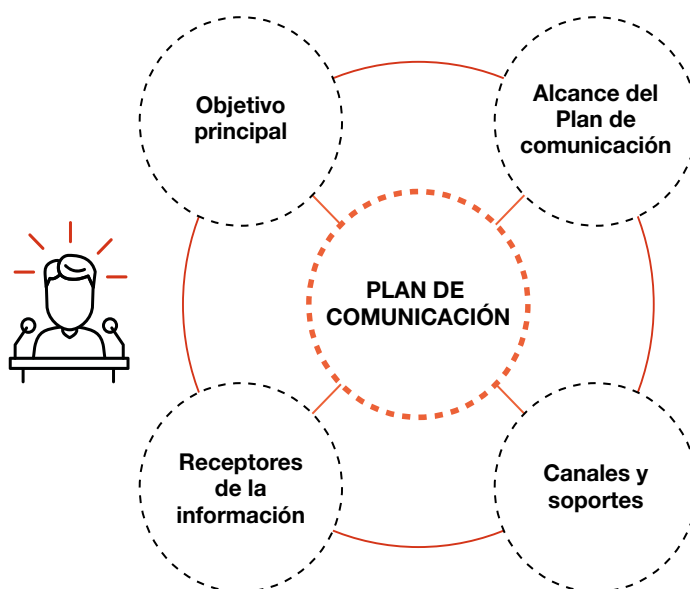 Objetivo
principal
Alcance del
Plan de
comunicación
PLAN DE
COMUNICACIÓN
Receptores
de la
información
Canales y
soportes